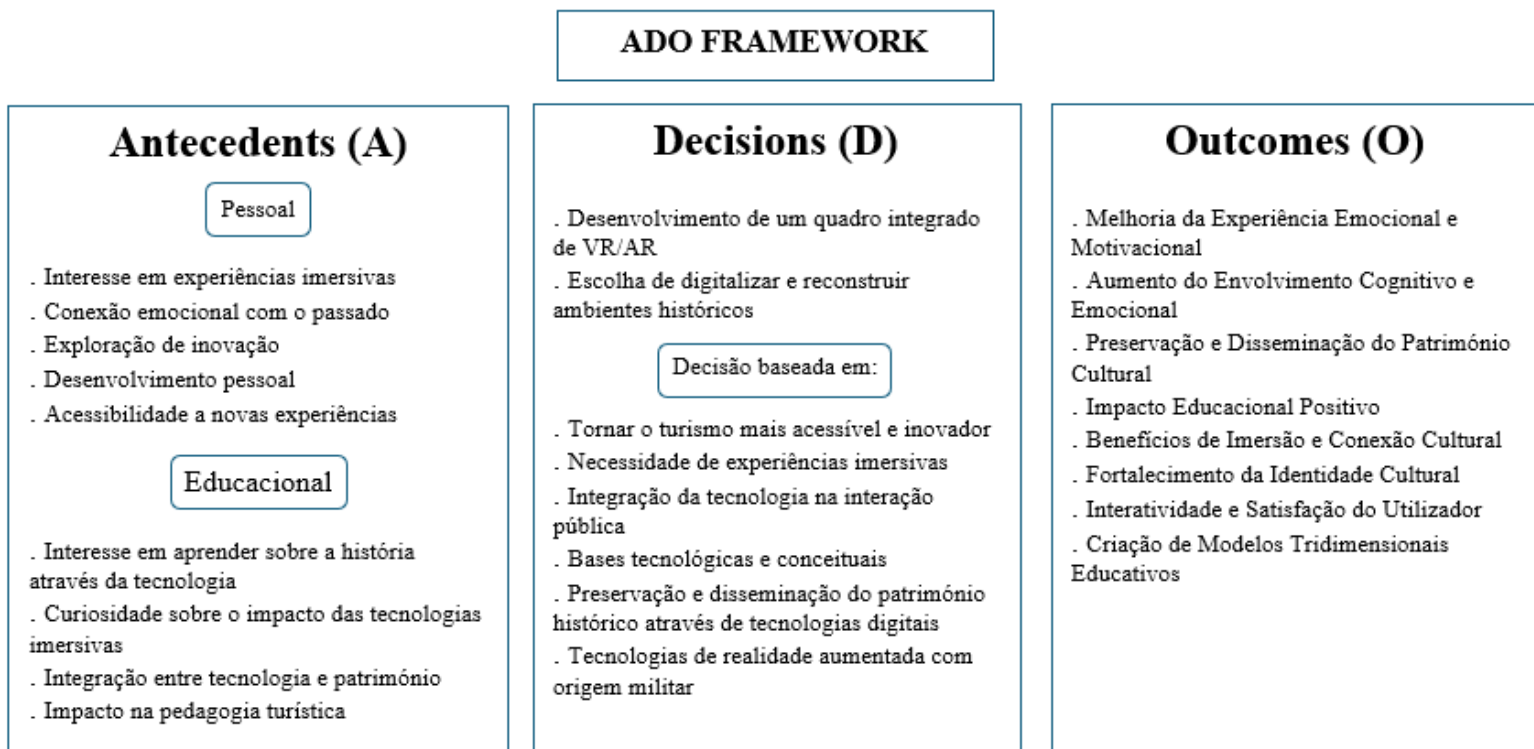 ADO FRAMEWORK
Antecedents (A)
Pessoal
. Interesse em experiências imersivas
. Conexão emocional com o passado
. Exploração de inovação
. Desenvolvimento pessoal
. Acessibilidade a novas experiências
Educacional
. Interesse em aprender sobre a história
através da tecnologia
. Curiosidade sobre o impacto das tecnologias
imersivas
. Integração entre tecnologia e património
. Impacto na pedagogia turística
Decisions (D)
. Desenvolvimento de um quadro integrado
de VR/AR
. Escolha de digitalizar e reconstruir
ambientes históricos
Decisão baseada em:
. Tornar o turismo mais acessível e inovador
. Necessidade de experiências imersivas
. Integração da tecnologia na interação
pública
. Bases tecnológicas e conceituais
. Preservação e disseminação do património
histórico através de tecnologias digitais
. Tecnologias de realidade aumentada com
origem militar
Outcomes (O)
. Melhoria da Experiência Emocional e
Motivacional
. Aumento do Envolvimento Cognitivo e
Emocional
. Preservação e Disseminação do Património
Cultural
. Impacto Educacional Positivo
. Benefícios de Imersão e Conexão Cultural
. Fortalecimento da Identidade Cultural
. Interatividade e Satisfação do Utilizador
. Criação de Modelos Tridimensionais
Educativos